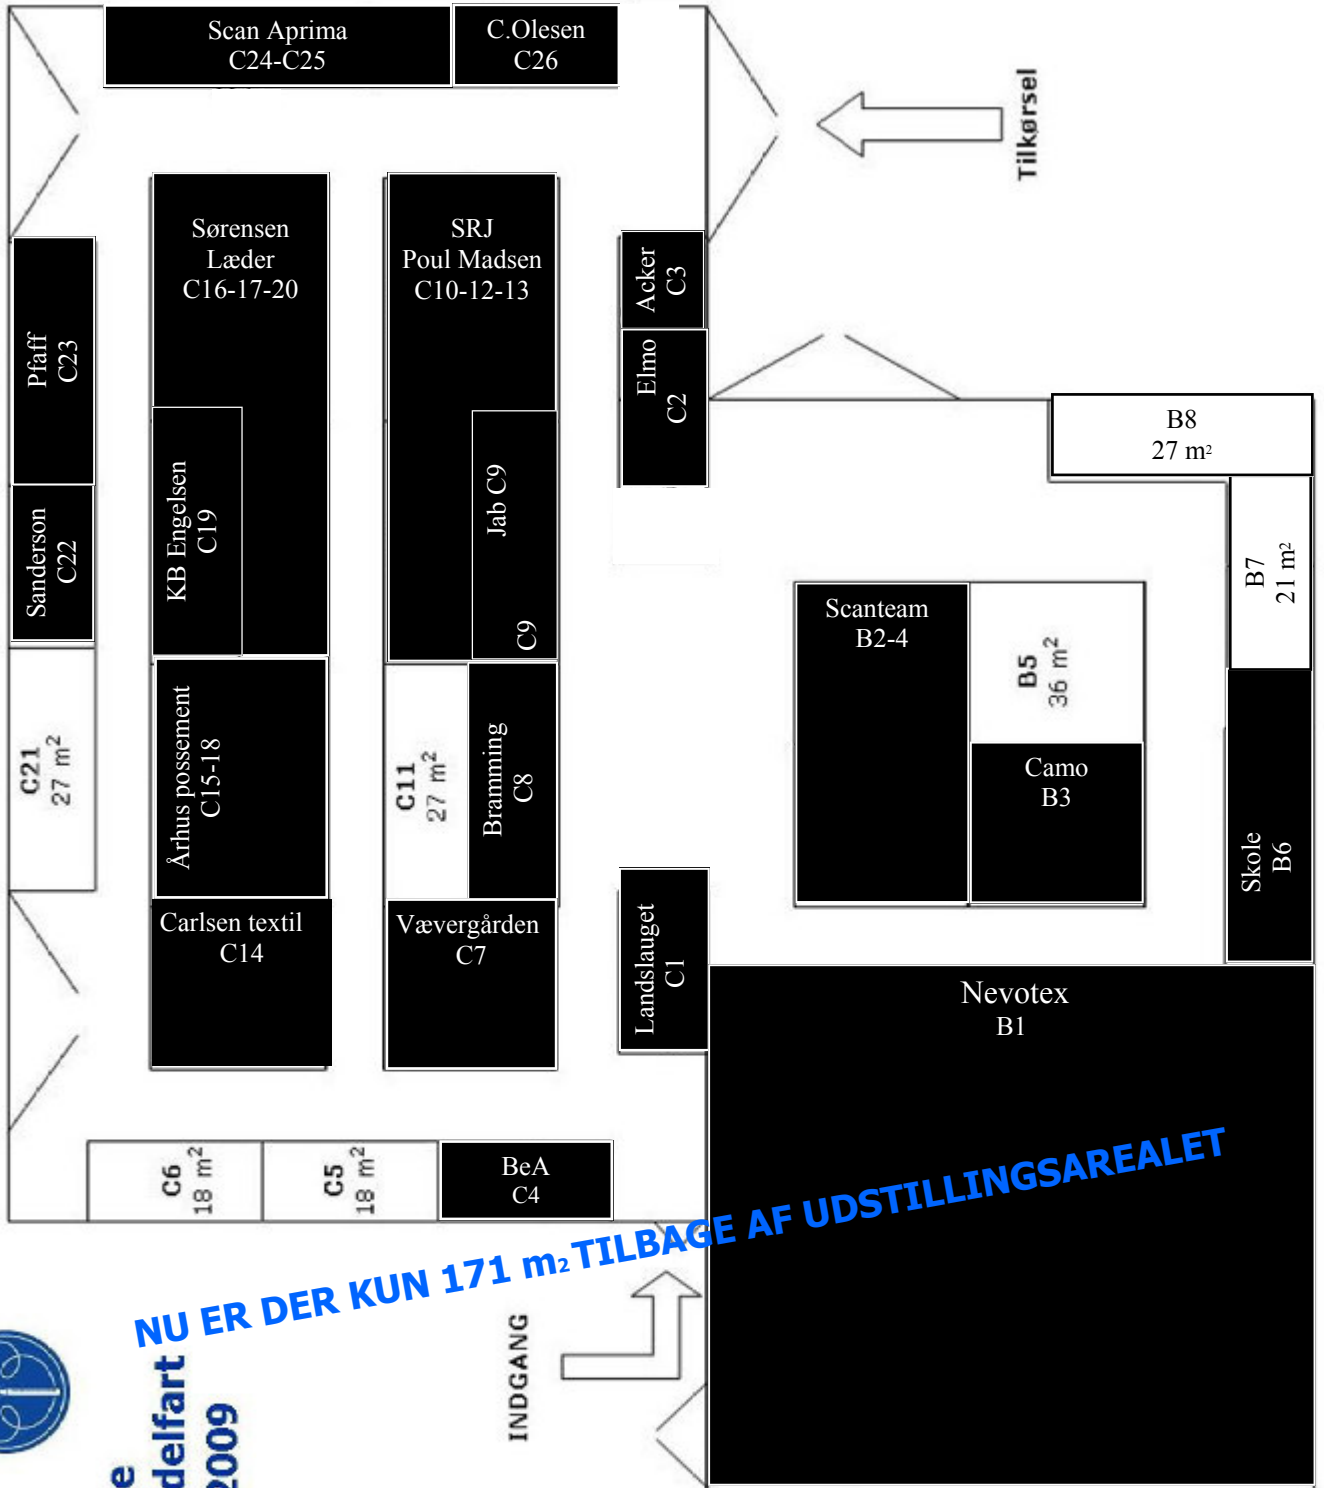 Scan Aprima
C24-C25
C.Olesen
C26
Tilkørsel
Sørensen
Læder
C16-17-20
SRJ
Poul Madsen
C10-12-13
Acker
C3
Pfaff
C23
Elmo
C2
B8
27 m²
Sanderson
C22
KB Engelsen
C19
Jab C9
C9
B7
21 m²
Scanteam
B2-4
B5
36 m²
C21
27 m²
Århus possement
C15-18
C11
27 m²
Bramming
C8
Camo
B3
Skole
B6
Carlsen textil
C14
Vævergården
C7
Landslauget
C1
Nevotex
B1
C6
18 m²
C5
18 m²
BeA
C4
NU ER DER KUN 171 m₂ TILBAGE AF UDSTILLINGSAREALET
INDGANG
e
delfart
2009